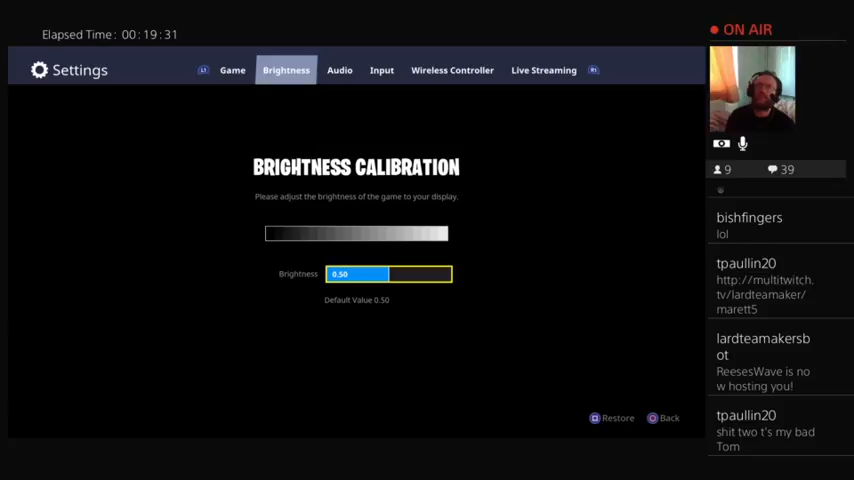 Elapsed Time: 00:19:31
ON AIR
Settings
L1 Game Brightness Audio Input Wireless Controller Live Streaming R1
BRIGHTNESS CALIBRATION
Please adjust the brightness of the game to your display.
Brightness 0.50
Default Value 0.50
Restore Back
9 39
bishfingers
lol
tpaullin20
http://multitwitch.
tv/lardteamaker/
marett5
lardteamakersb
ot
ReesesWave is no
w hosting you!
tpaullin20
shit two t's my bad
Tom